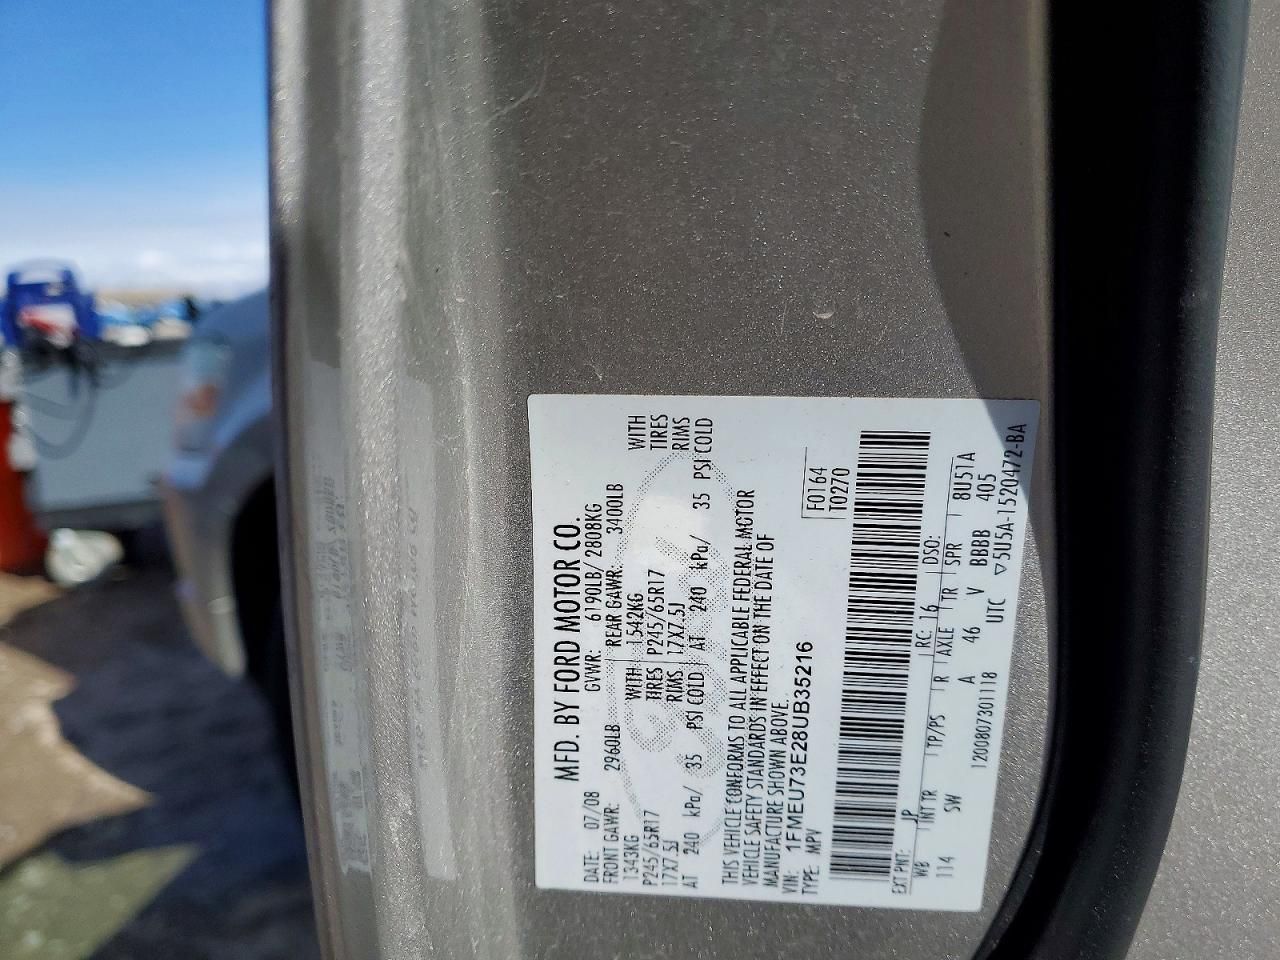 MFD. BY FORD MOTOR CO.
DATE: 07/08 GVWR: 6190LB/ 2808KG
FRONT GAWR: 2960LB REAR GAWR: 3400LB
1343KG WITH 1542KG WITH
P245/65R17 TIRES P245/65R17 TIRES
17X7.5J RIMS 17X7.5J RIMS
AT 240 kPa/ 35 PSI COLD AT 240 kPa/ 35 PSI COLD
THIS VEHICLE CONFORMS TO ALL APPLICABLE FEDERAL MOTOR
VEHICLE SAFETY STANDARDS IN EFFECT ON THE DATE OF
MANUFACTURE SHOWN ABOVE.
VIN: 1FMEU73E28UB35216 F0164
TYPE: MPV T0270
EXT PNT: JP RC: 16 DSO:
WB INT TR TP/PS R AXLE TR SPR 8U51A
114 SW A 46 V BBBB 405
12008073011 18 UTC ▽5U5A-1520472-BA